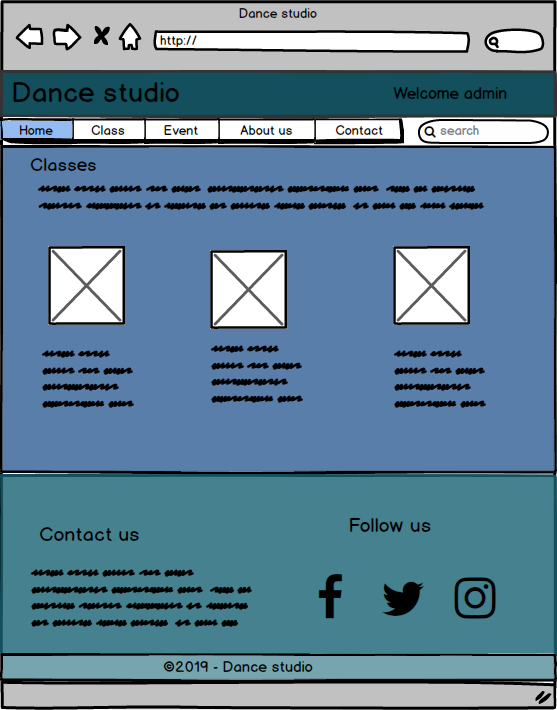 Dance studio
http://
Dance studio
Welcome admin
Home Class Event About us Contact search
Classes
Contact us
Follow us
©2019 - Dance studio